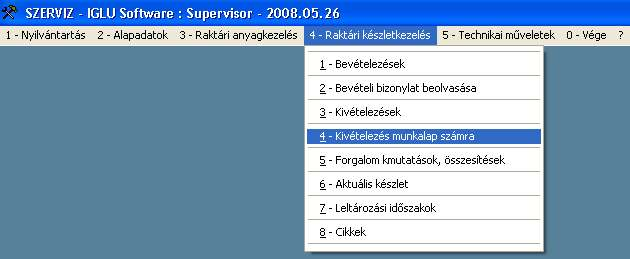 SZERVIZ - IGLU Software : Supervisor - 2008.05.26
1 - Nyilvántartás 2 - Alapadatok 3 - Raktári anyagkezelés 4 - Raktári készletkezelés 5 - Technikai műveletek 0 - Vége ?
1 - Bevételezések
2 - Bevételi bizonylat beolvasása
3 - Kivételezések
4 - Kivételezés munkalap számra
5 - Forgalom kmutatások, összesítések
6 - Aktuális készlet
7 - Leltározási időszakok
8 - Cikkek